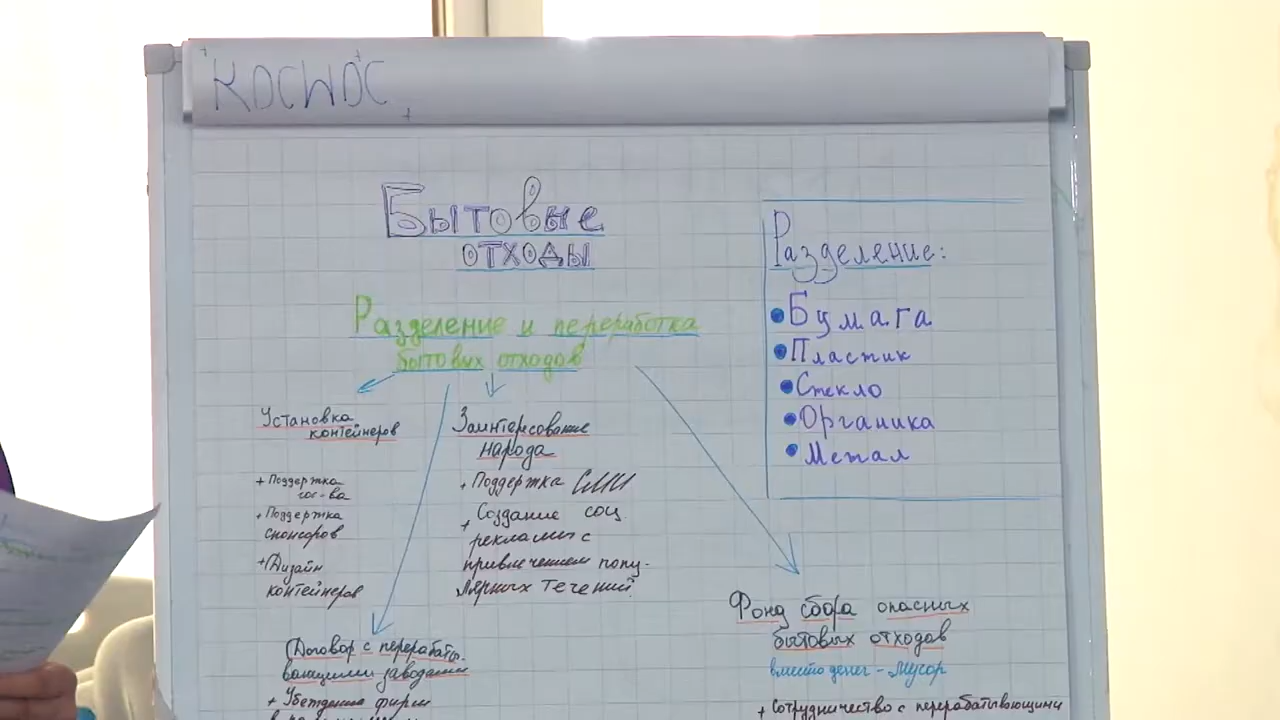 КОСМОС
Бытовые
отходы
Разделение и переработка
бытовых отходов
Установка
контейнеров
+ Поддержка
гос-ва
+ Поддержка
спонсоров
+ Дизайн
контейнеров
Заинтересование
народа
+ Поддержка СМИ
+ Создание соц
рекламы с
привлечением попу-
лярных течений
Договор с перерабаты-
вающими заводами
+ Убеждение фирм
Разделение:
• Бумага
• Пластик
• Стекло
• Органика
• Метал
Фонд сбора опасных
бытовых отходов
вместо денег - мусор
+ Сотрудничество с перерабатывающими